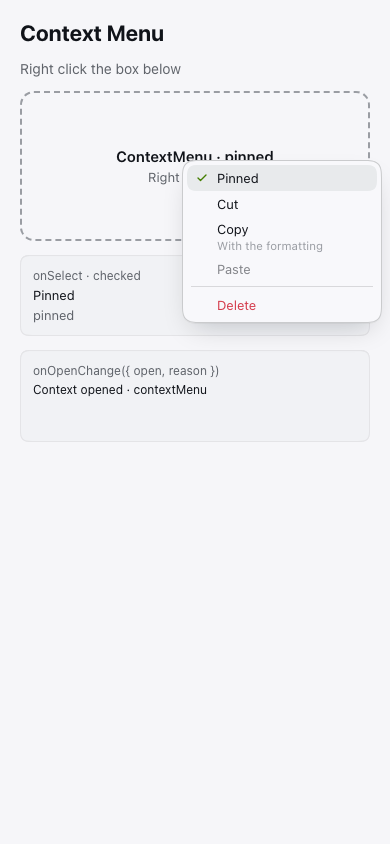 Context Menu
Right click the box below
ContextMenu · pinned
Right
Pinned
Cut
Copy
With the formatting
Paste
Delete
onSelect · checked
Pinned
pinned
onOpenChange({ open, reason })
Context opened · contextMenu